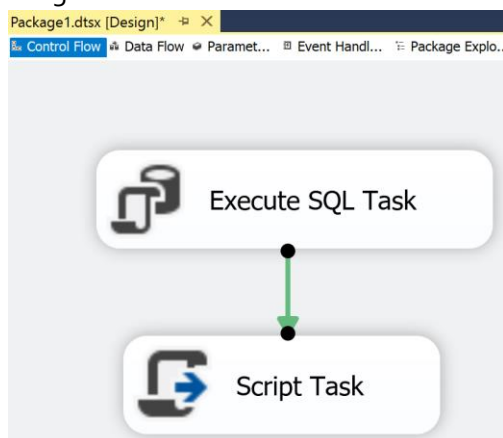 Package1.dtsx [Design]*
Control Flow Data Flow Paramet... Event Handl... Package Explo..
Execute SQL Task
Script Task